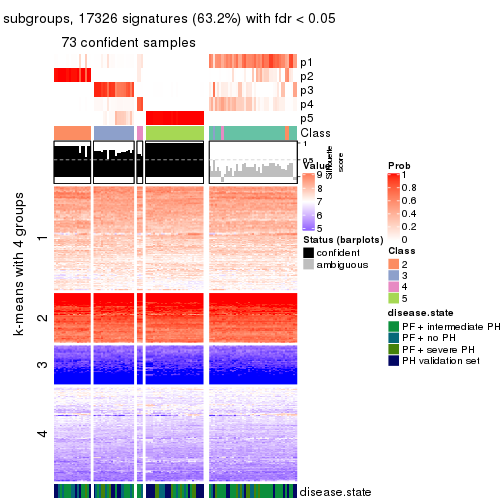 subgroups, 17326 signatures (63.2%) with fdr < 0.05
73 confident samples
p1
p2
p3
p4
p5
Class
1
0.5
Silhouette
score
k-means with 4 groups
1
2
3
4
disease.state
Value
9
8
7
6
5
Status (barplots)
confident
ambiguous
Prob
1
0.8
0.6
0.4
0.2
0
Class
2
3
4
5
disease.state
PF + intermediate PH
PF + no PH
PF + severe PH
PH validation set